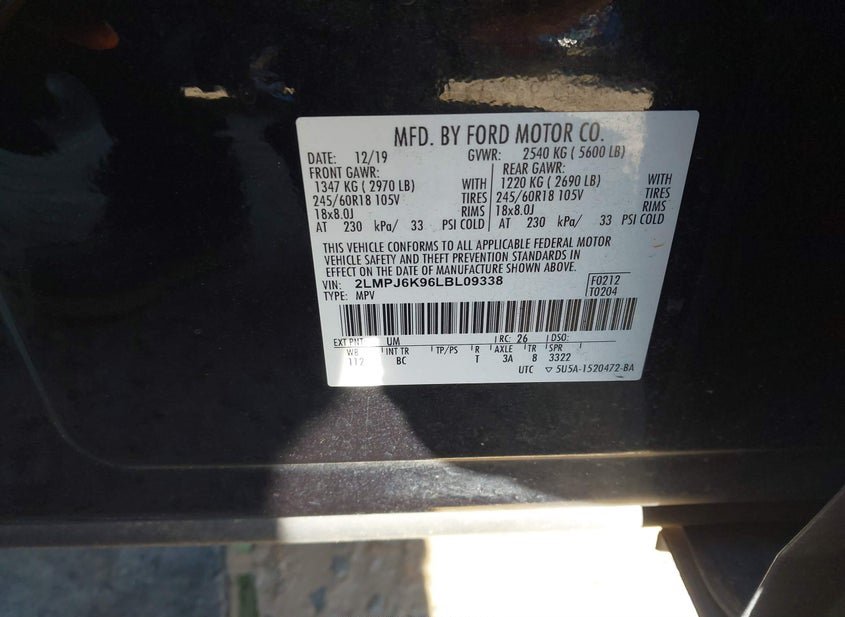 MFD. BY FORD MOTOR CO.
DATE: 12/19 GVWR: 2540 KG ( 5600 LB)
FRONT GAWR: REAR GAWR:
1347 KG ( 2970 LB) WITH 1220 KG ( 2690 LB) WITH
245/60R18 105V TIRES 245/60R18 105V TIRES
18x8.0J RIMS 18x8.0J RIMS
AT 230 kPa/ 33 PSI COLD AT 230 kPa/ 33 PSI COLD
THIS VEHICLE CONFORMS TO ALL APPLICABLE FEDERAL MOTOR
VEHICLE SAFETY AND THEFT PREVENTION STANDARDS IN
EFFECT ON THE DATE OF MANUFACTURE SHOWN ABOVE.
VIN: 2LMPJ6K96LBL09338 F0212
TYPE: MPV T0204
EXT PNT UM RC: 26 DSO:
WB INT TR TP/PS R AXLE TR SPR
112 BC T 3A 8 3322
UTC ▽ 5U5A-1520472-BA